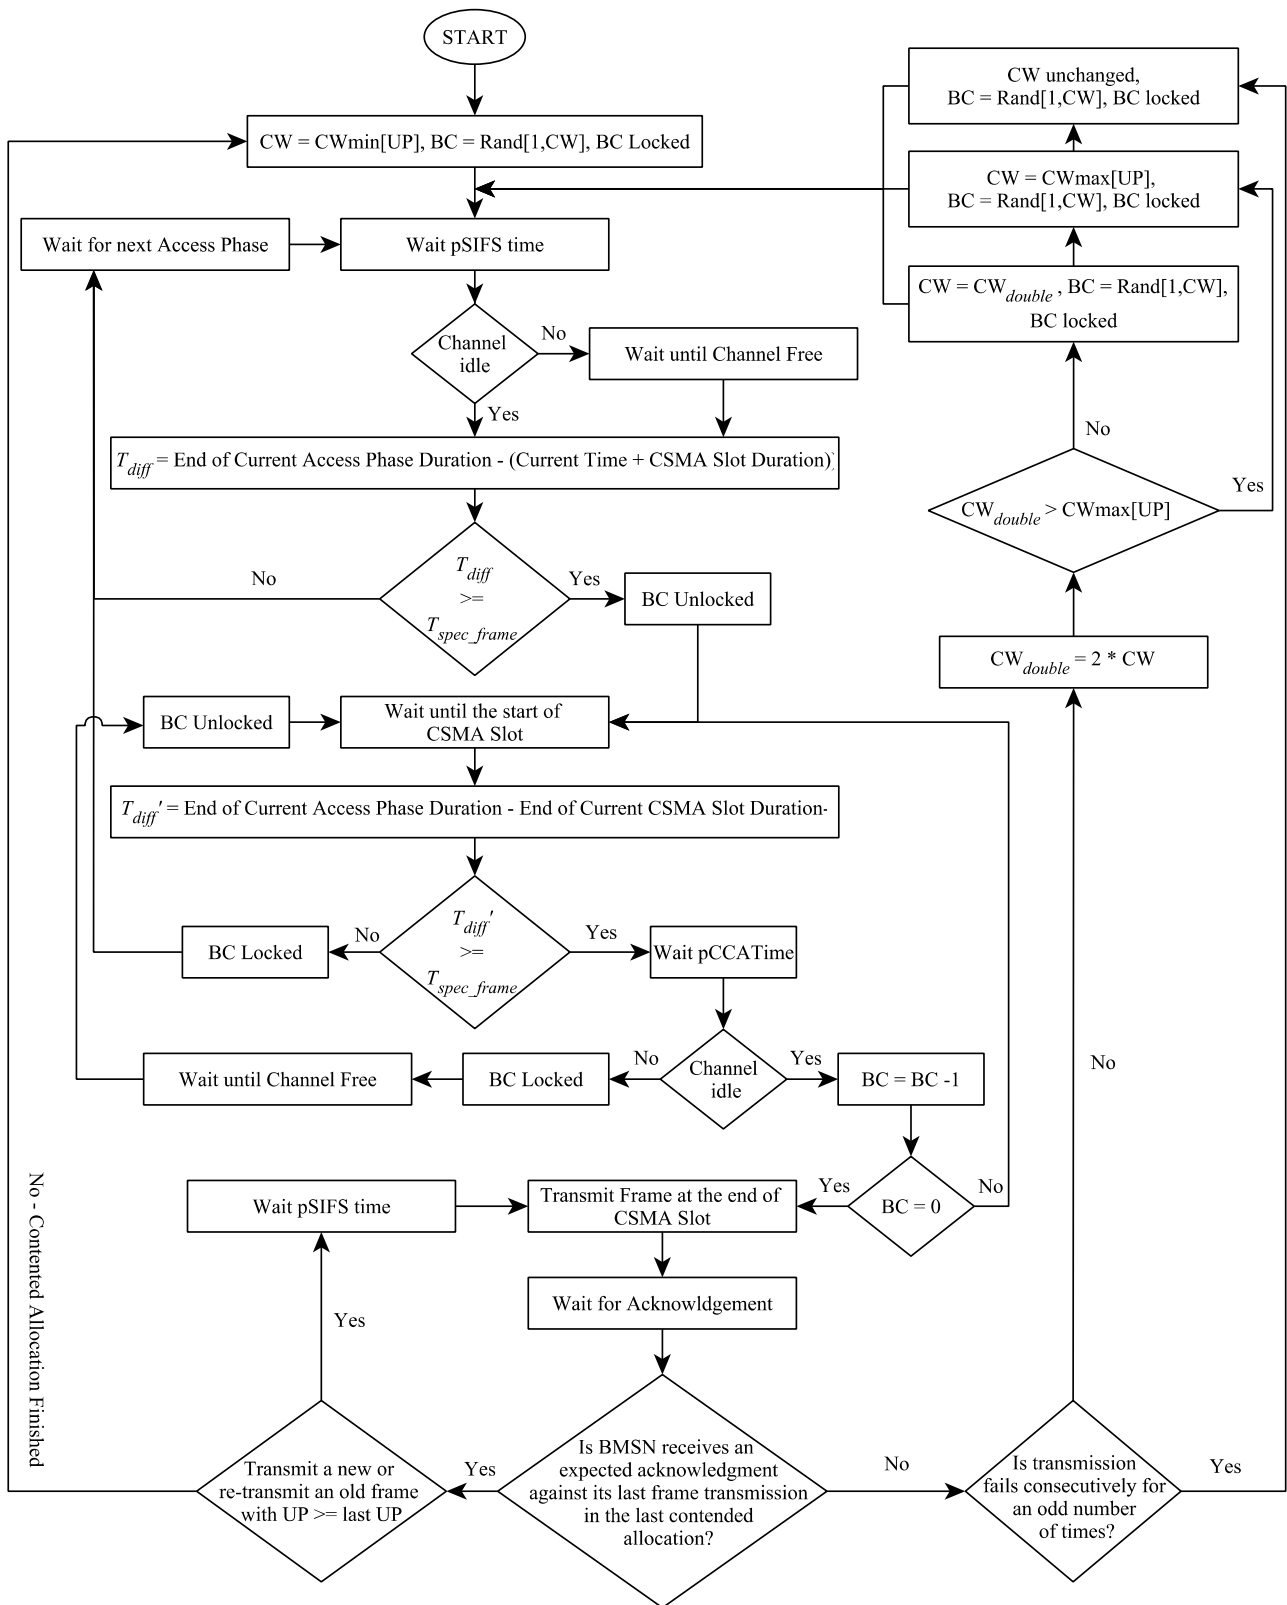 START
CW unchanged,
BC = Rand[1,CW], BC locked
CW = CWmin[UP], BC = Rand[1,CW], BC Locked
CW = CWmax[UP],
BC = Rand[1,CW], BC locked
Wait for next Access Phase
Wait pSIFS time
CW = CWdouble , BC = Rand[1,CW],
BC locked
Channel
idle
No
Wait until Channel Free
Yes
Tdiff = End of Current Access Phase Duration - (Current Time + CSMA Slot Duration)
No
Yes
CWdouble > CWmax[UP]
Tdiff
>=
Tspec_frame
No
Yes
BC Unlocked
CWdouble = 2 * CW
BC Unlocked
Wait until the start of
CSMA Slot
Tdiff' = End of Current Access Phase Duration - End of Current CSMA Slot Duration-
Tdiff'
>=
Tspec_frame
No
BC Locked
Yes
Wait pCCATime
Channel
idle
No
BC Locked
Wait until Channel Free
Yes
BC = BC -1
No
BC = 0
Yes
No
Transmit Frame at the end of
CSMA Slot
Wait pSIFS time
Wait for Acknowldgement
Yes
No - Contented Allocation Finished
Transmit a new or
re-transmit an old frame
with UP >= last UP
Yes
Is BMSN receives an
expected acknowledgment
against its last frame transmission
in the last contended
allocation?
No
Is transmission
fails consecutively for
an odd number
of times?
Yes